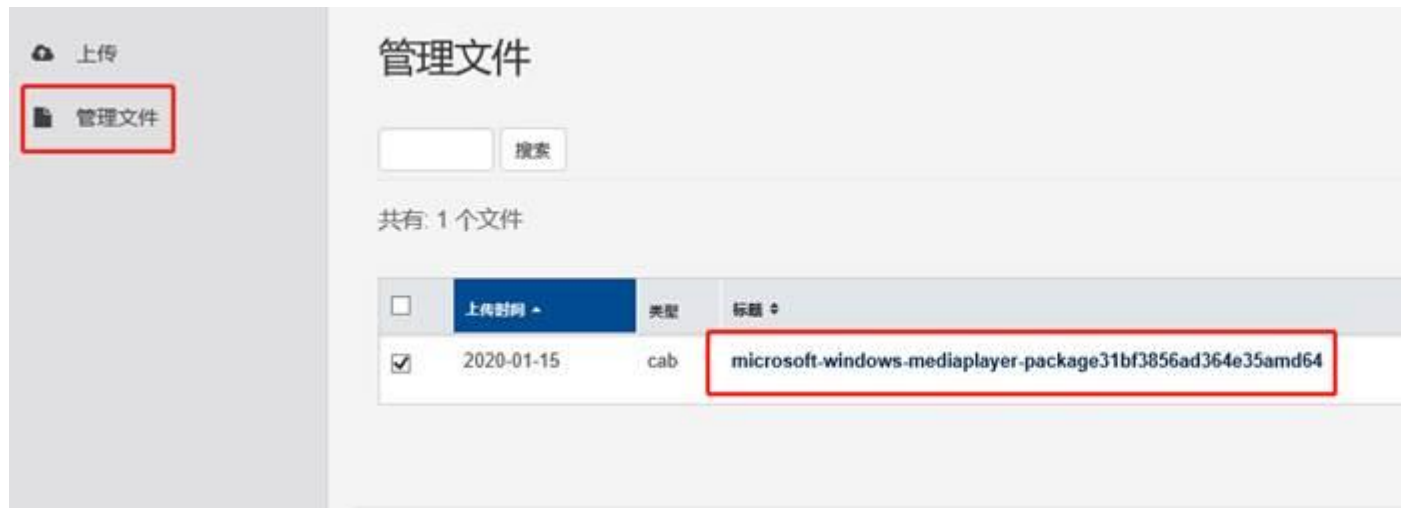 上传
管理文件
管理文件
搜索
共有: 1 个文件
上传时间 类型 标题
2020-01-15 cab microsoft-windows-mediaplayer-package31bf3856ad364e35amd64